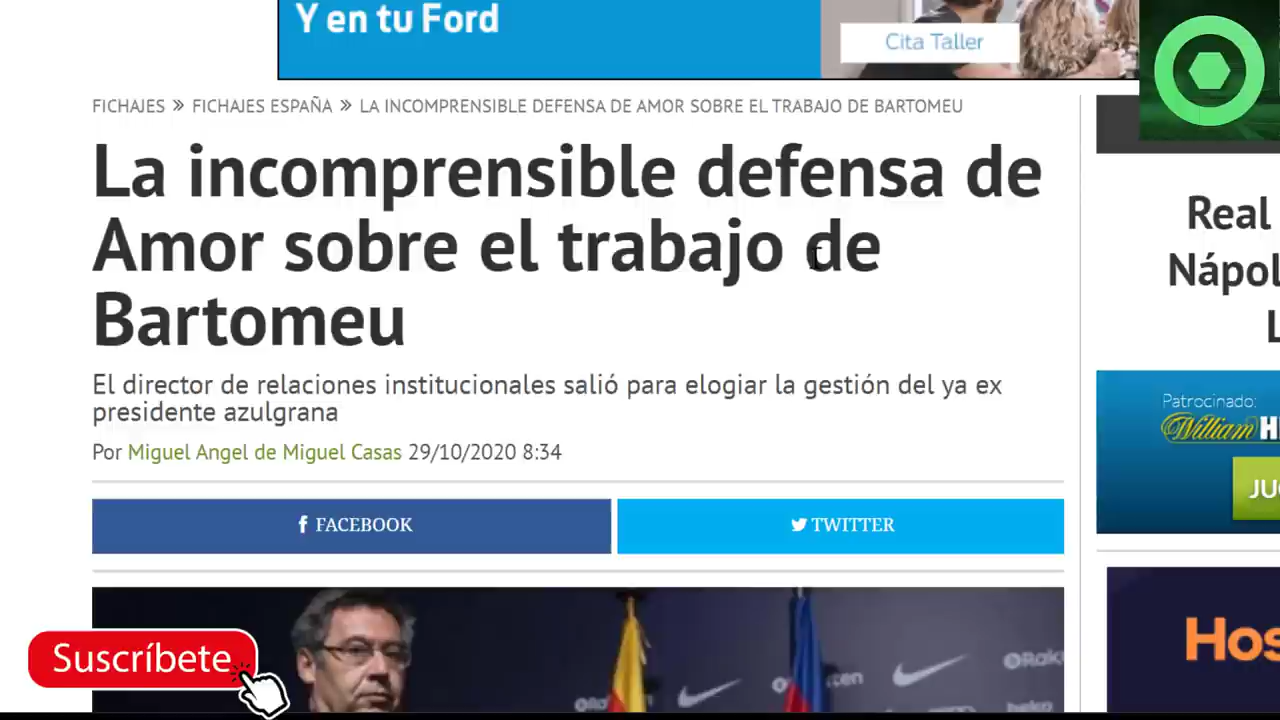 Y en tu Ford
Cita Taller
FICHAJES » FICHAJES ESPAÑA » LA INCOMPRENSIBLE DEFENSA DE AMOR SOBRE EL TRABAJO DE BARTOMEU
La incomprensible defensa de
Amor sobre el trabajo de
Bartomeu
El director de relaciones institucionales salió para elogiar la gestión del ya ex
presidente azulgrana
Por Miguel Angel de Miguel Casas 29/10/2020 8:34
FACEBOOK
TWITTER
Real
Patrocinado:
William
Suscríbete